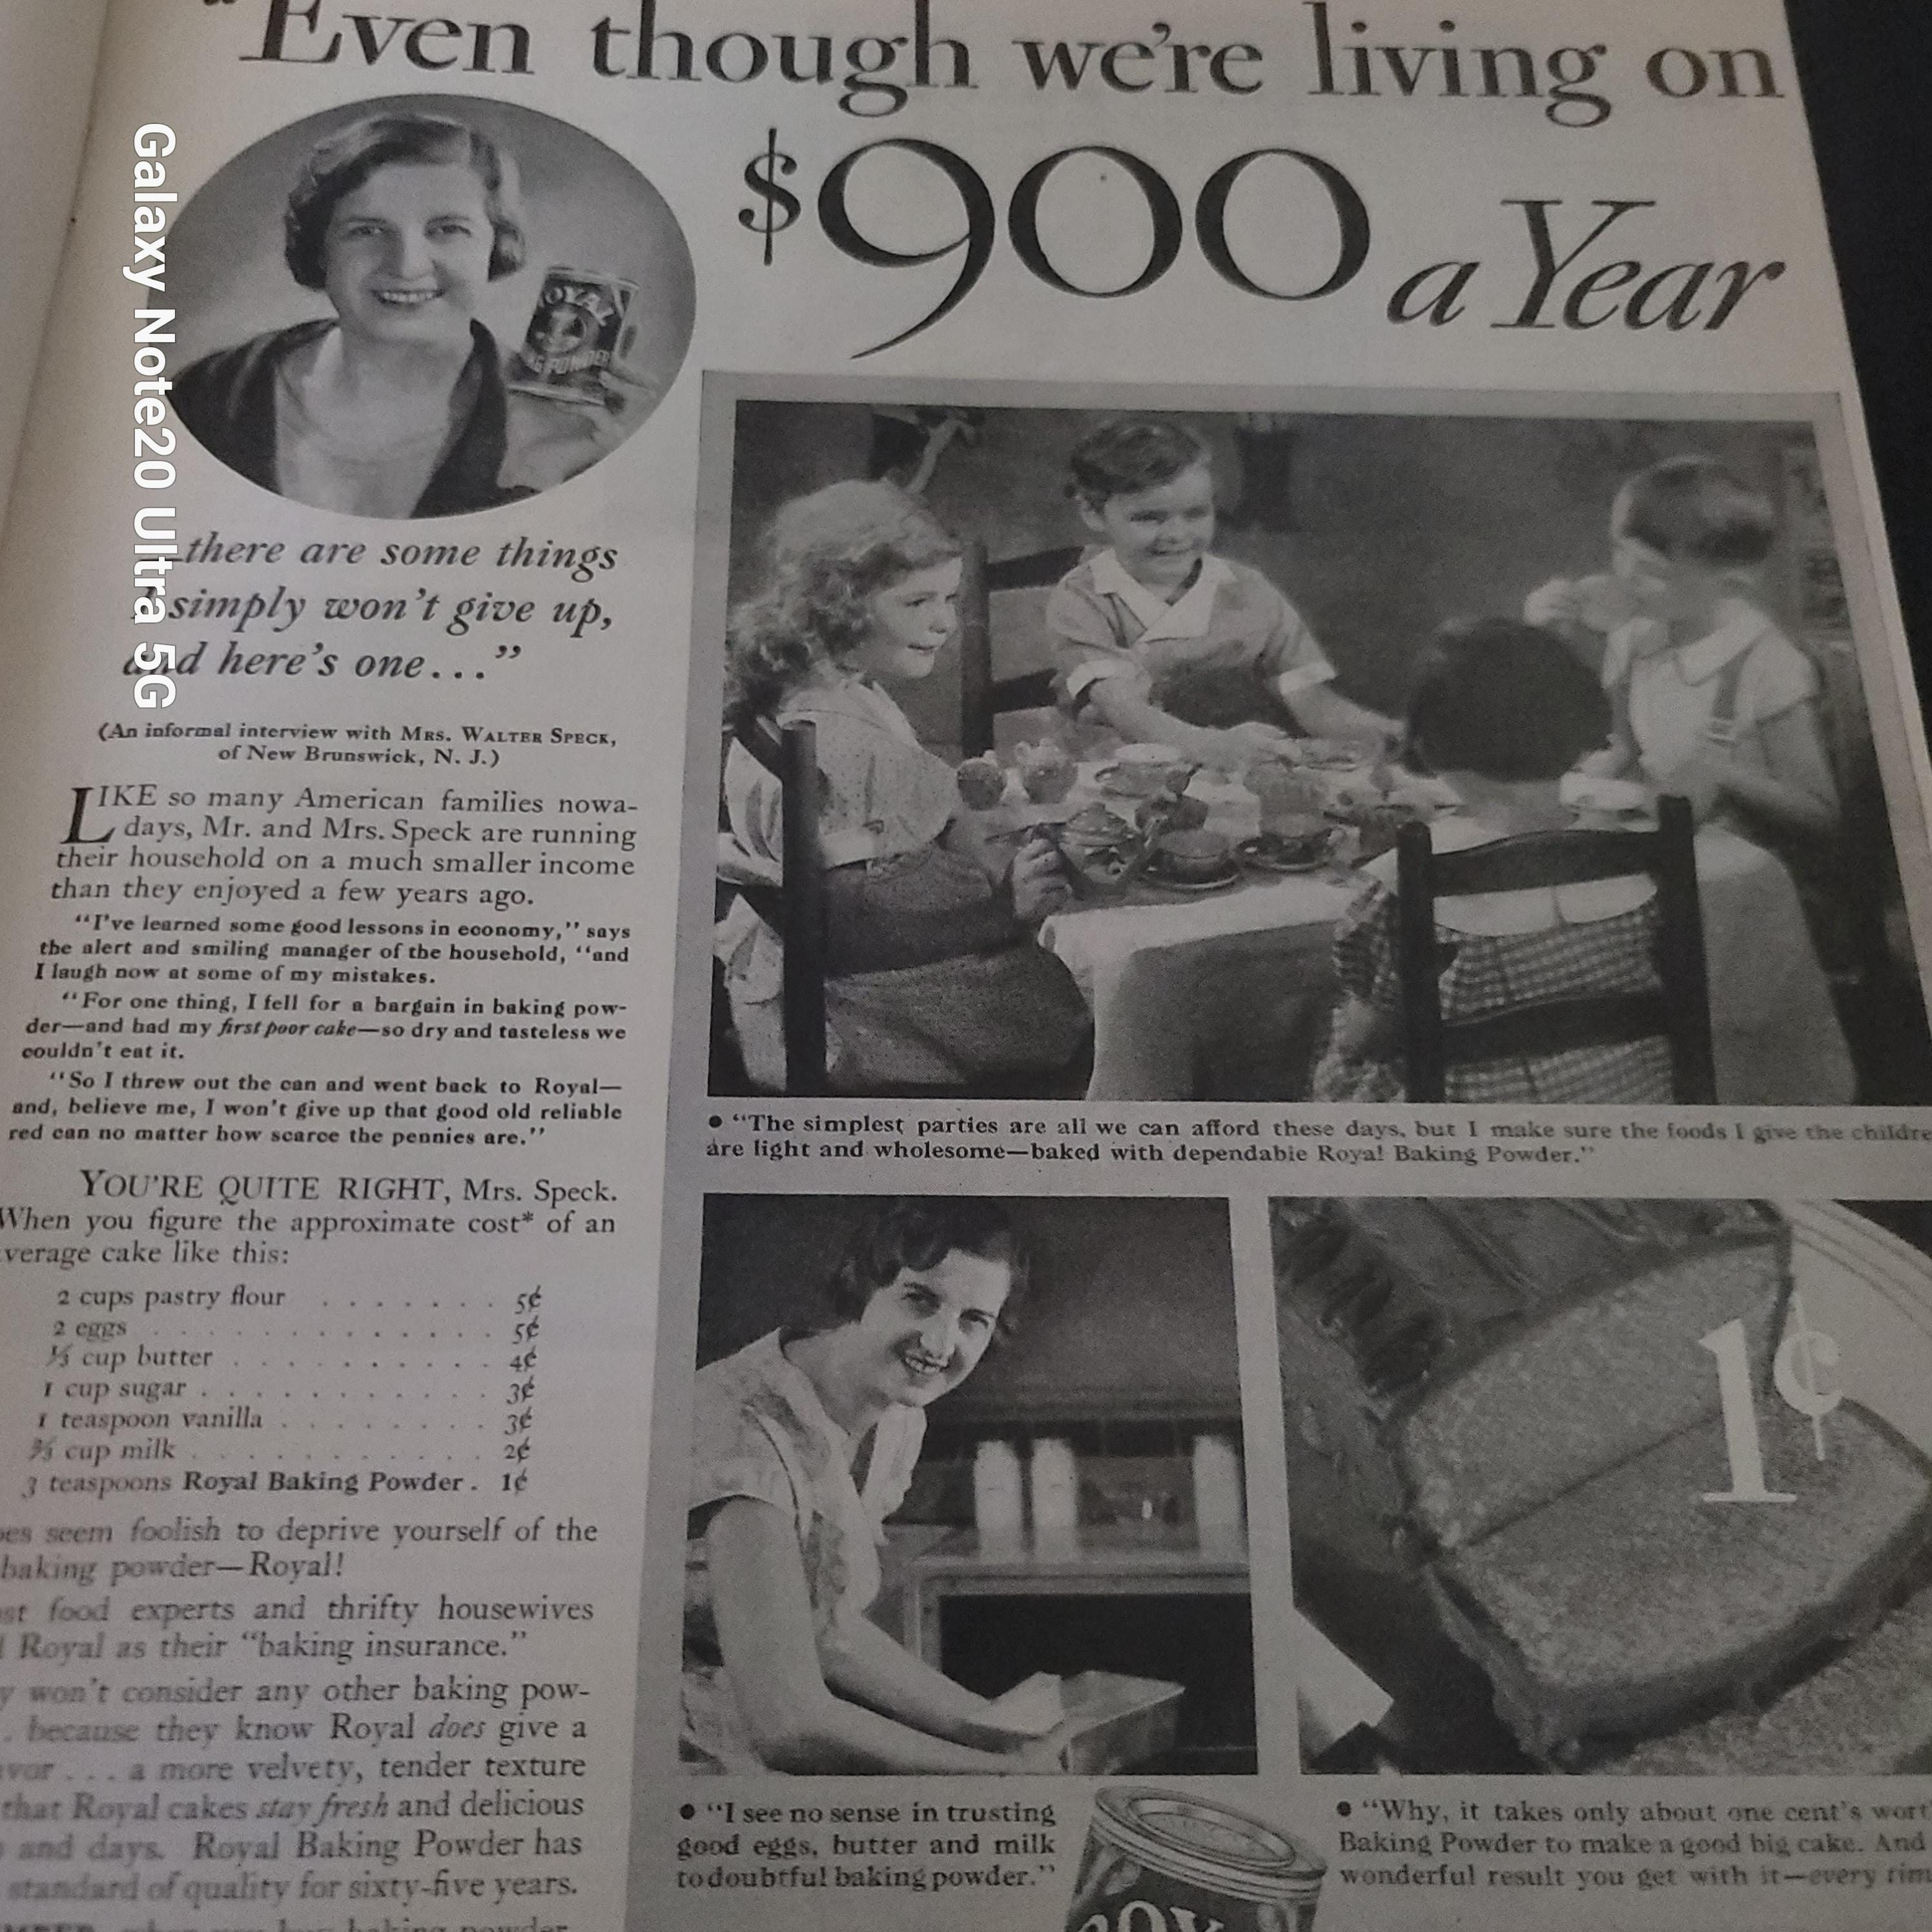 "Even though we're living on
$900 a Year
Galaxy Note20 Ultra 5G
ROYAL
there are some things
simply won't give up,
and here's one..."
(An informal interview with MRS. WALTER SPECK,
of New Brunswick, N. J.)
LIKE so many American families nowa-
days, Mr. and Mrs. Speck are running
their household on a much smaller income
than they enjoyed a few years ago.
"I've learned some good lessons in economy," says
the alert and smiling manager of the household, "and
I laugh now at some of my mistakes.
"For one thing, I fell for a bargain in baking pow-
der—and had my first poor cake—so dry and tasteless we
couldn't eat it.
"So I threw out the can and went back to Royal—
and, believe me, I won't give up that good old reliable
red can no matter how scarce the pennies are."
YOU'RE QUITE RIGHT, Mrs. Speck.
When you figure the approximate cost* of an
verage cake like this:
2 cups pastry flour . . . . . . . 5¢
2 eggs . . . . . . . . . . . . . 5¢
⅓ cup butter . . . . . . . . . . 4¢
1 cup sugar . . . . . . . . . . . 3¢
1 teaspoon vanilla . . . . . . . . 3¢
⅔ cup milk . . . . . . . . . . . 2¢
3 teaspoons Royal Baking Powder . 1¢
oes seem foolish to deprive yourself of the
baking powder—Royal!
st food experts and thrifty housewives
Royal as their "baking insurance."
y won't consider any other baking pow-
. because they know Royal does give a
vor . . . a more velvety, tender texture
that Royal cakes stay fresh and delicious
and days. Royal Baking Powder has
standard of quality for sixty-five years.
when you buy baking powder
• "The simplest parties are all we can afford these days, but I make sure the foods I give the childre
are light and wholesome—baked with dependable Royal Baking Powder."
1¢
• "I see no sense in trusting
good eggs, butter and milk
to doubtful baking powder."
• "Why, it takes only about one cent's wort
Baking Powder to make a good big cake. And
wonderful result you get with it—every tim
ROY